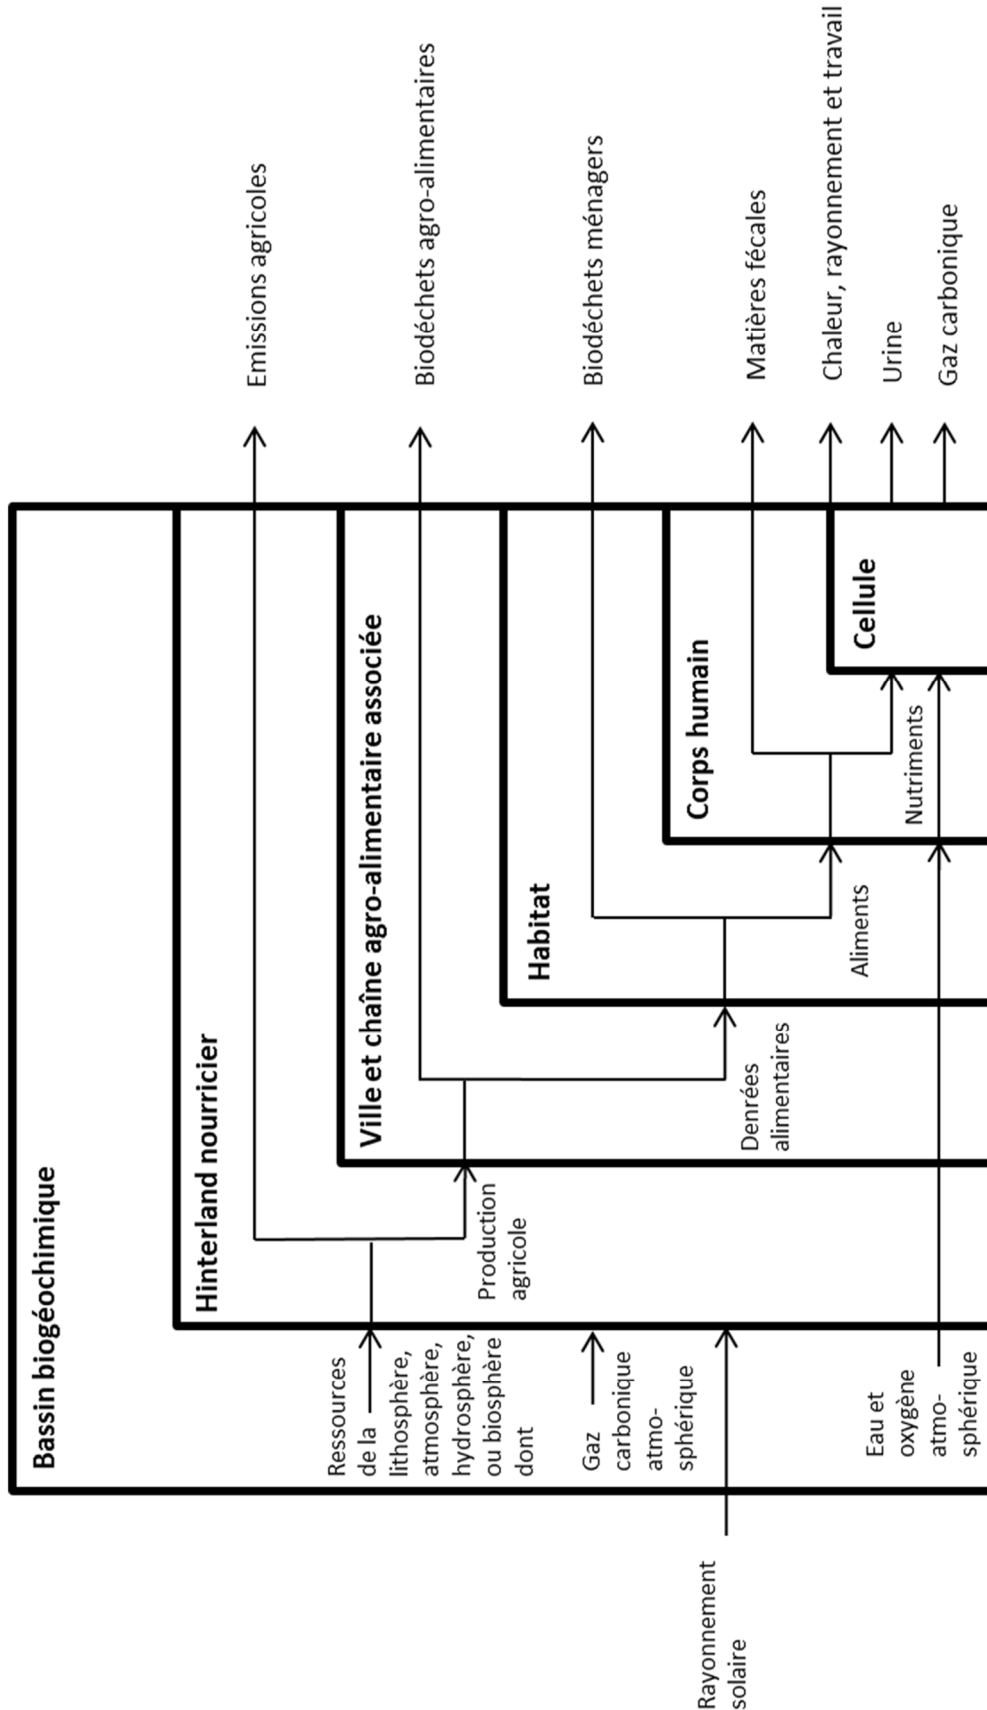 Bassin biogéochimique
Hinterland nourricier
Ville et chaîne agro-alimentaire associée
Habitat
Corps humain
Cellule
Rayonnement
solaire
Ressources
de la
lithosphère,
atmosphère,
hydrosphère,
ou biosphère
dont
Gaz
carbonique
atmo-
sphérique
Eau et
oxygène
atmo-
sphérique
Production
agricole
Denrées
alimentaires
Aliments
Nutriments
Emissions agricoles
Biodéchets agro-alimentaires
Biodéchets ménagers
Matières fécales
Chaleur, rayonnement et travail
Urine
Gaz carbonique